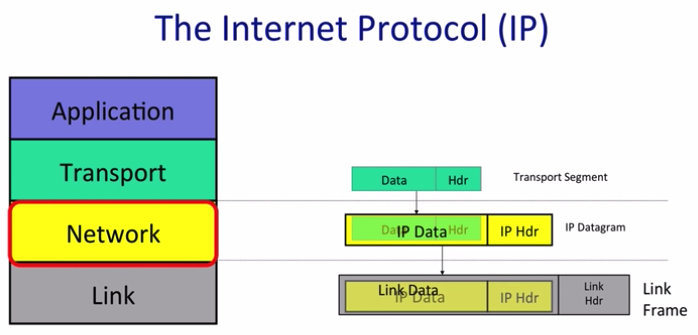 The Internet Protocol (IP)
Application
Transport
Data Hdr Transport Segment
Network
Data Hdr
IP Data IP Hdr IP Datagram
Link
Link Data
IP Data IP Hdr
Link
Hdr
Link
Frame